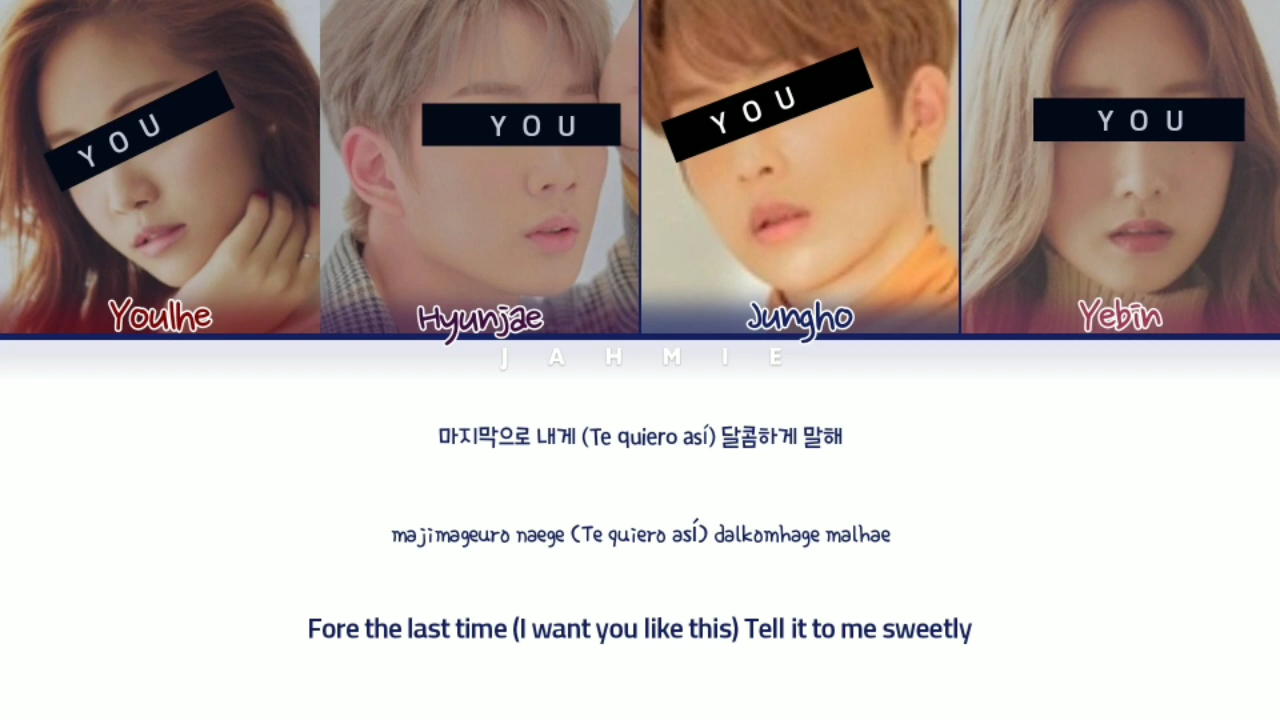 YOU
YOU
YOU
YOU
Youlhe
Hyunjae
Jungho
Yebin
JAHMIE
마지막으로 내게 (Te quiero así) 달콤하게 말해
majimageuro naege (Te quiero así) dalkomhage malhae
Fore the last time (I want you like this) Tell it to me sweetly